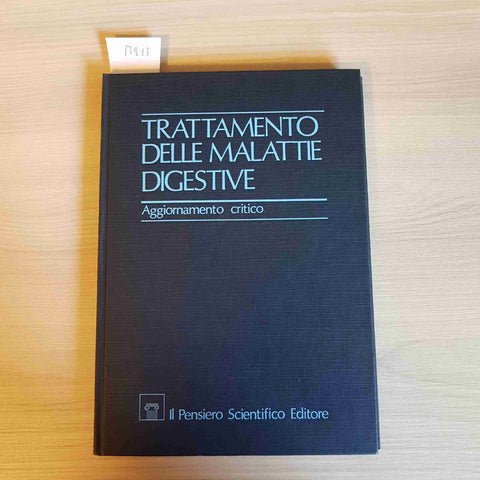 TRATTAMENTO
DELLE MALATTIE
DIGESTIVE
Aggiornamento critico
Il Pensiero Scientifico Editore